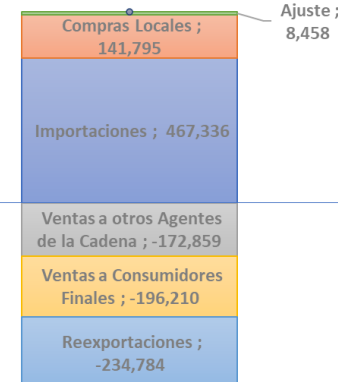 Ajuste ;
8,458
Compras Locales ;
141,795
Importaciones ; 467,336
Ventas a otros Agentes
de la Cadena ; -172,859
Ventas a Consumidores
Finales ; -196,210
Reexportaciones ;
-234,784